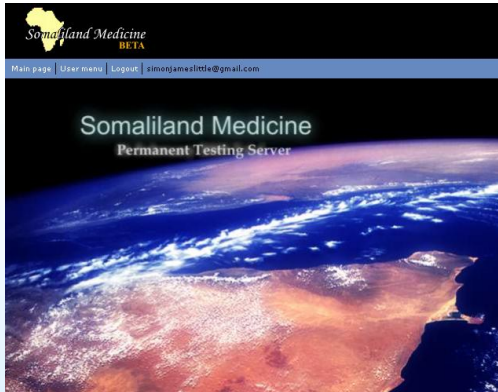 Somaliland Medicine
BETA
Main page | User menu | Logout | simonjameslittle@gmail.com
Somaliland Medicine
Permanent Testing Server